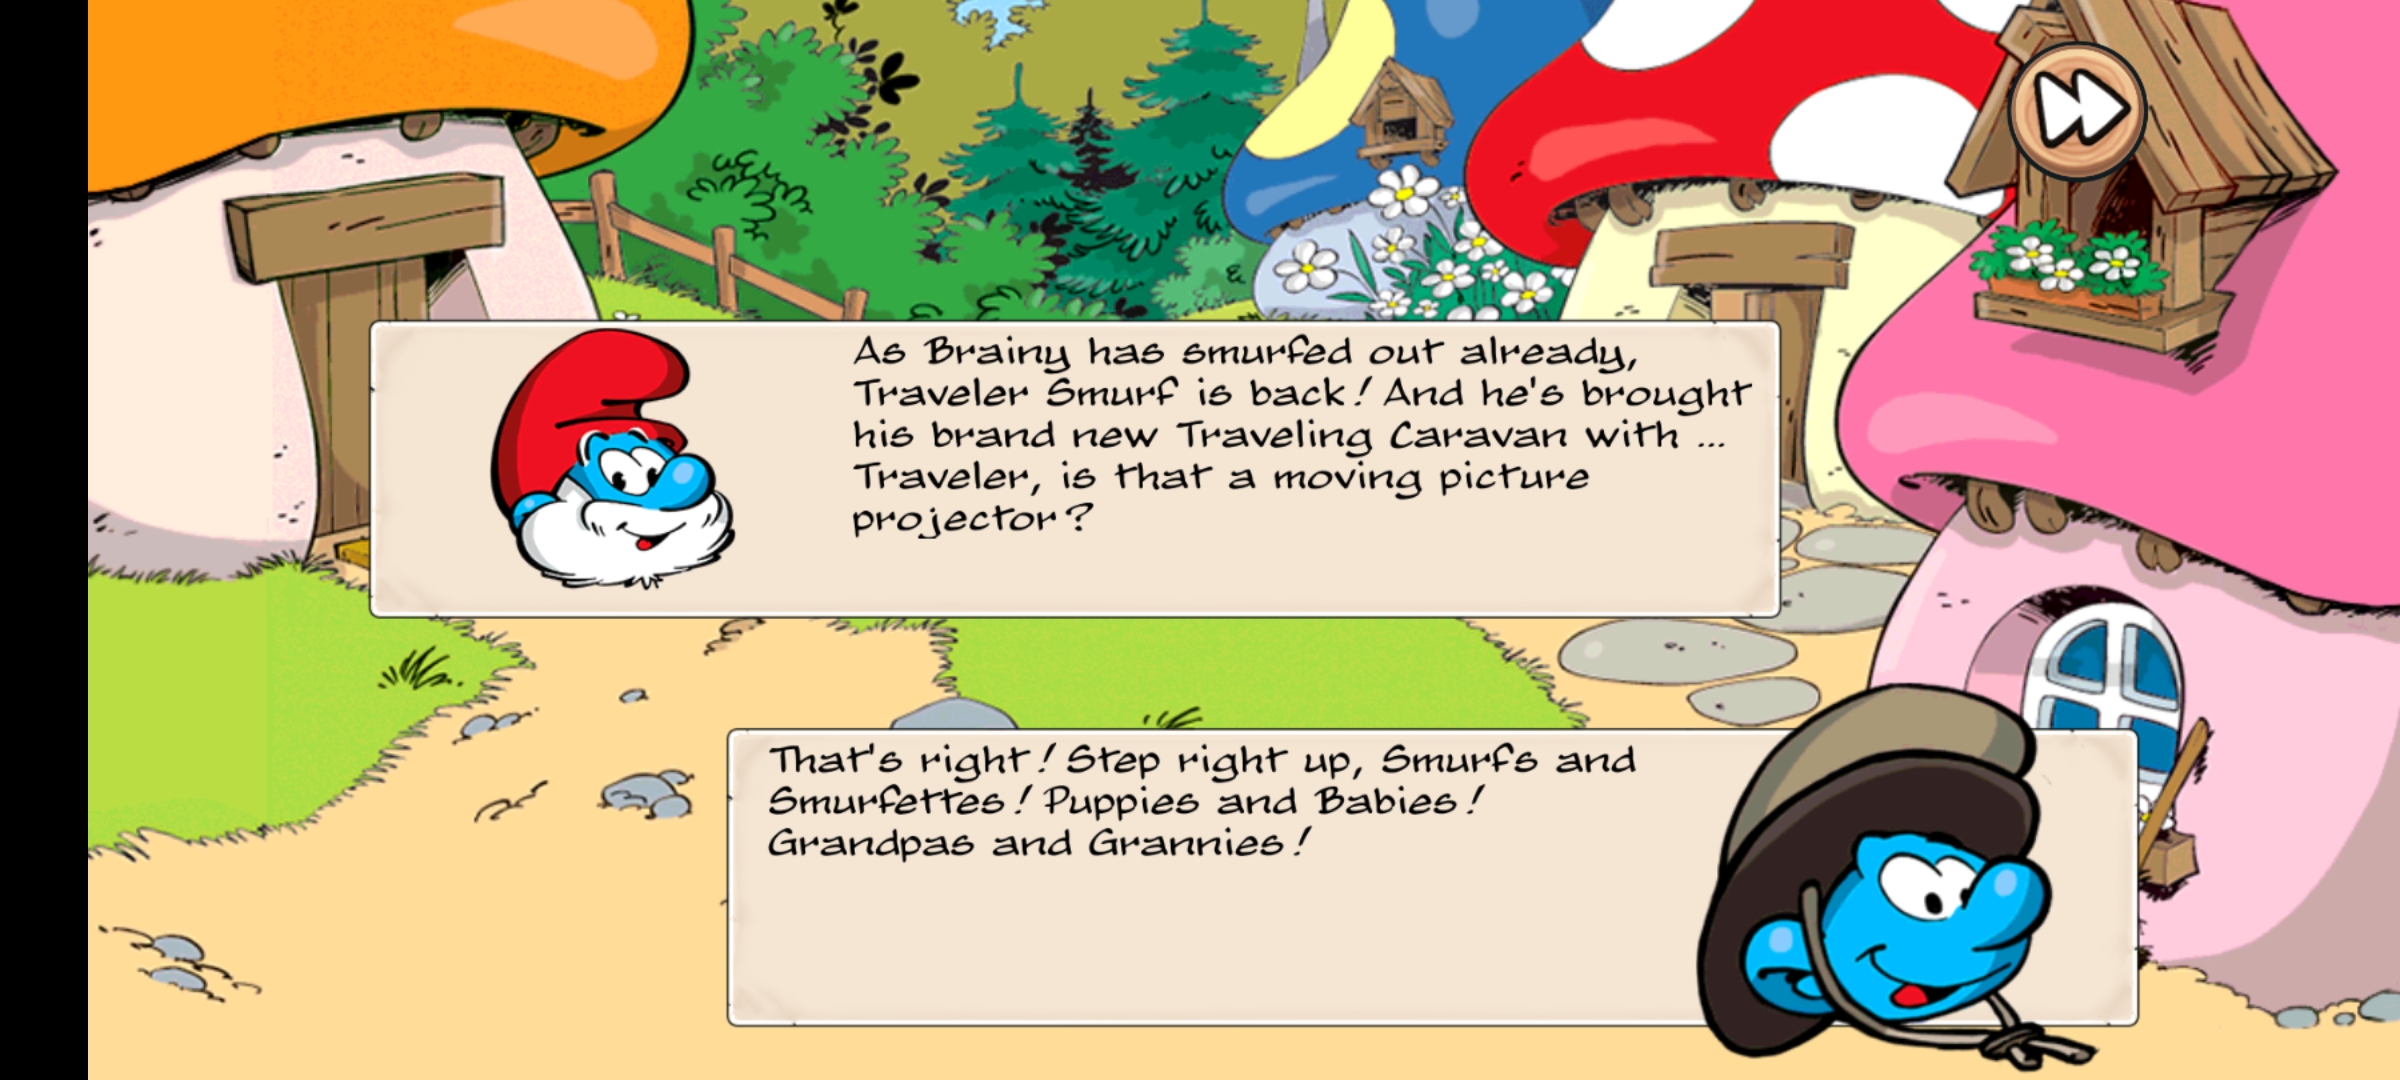 As Brainy has smurfed out already,
Traveler Smurf is back! And he's brought
his brand new Traveling Caravan with ...
Traveler, is that a moving picture
projector?
That's right! Step right up, Smurfs and
Smurfettes! Puppies and Babies!
Grandpas and Grannies!